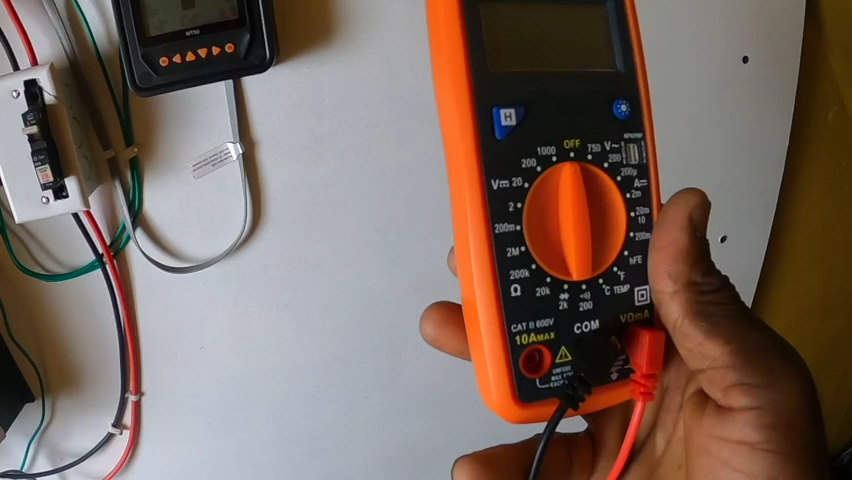 MT50
H
OFF
1000
750
V~
200
200
200µ
V⎓
20
A⎓
2m
2
20m
10
200m
200m
2M
hFE
200k
°F
Ω
20k
°C TEMP
2k
200
CAT II 600V
COM
VΩmA
10AMAX